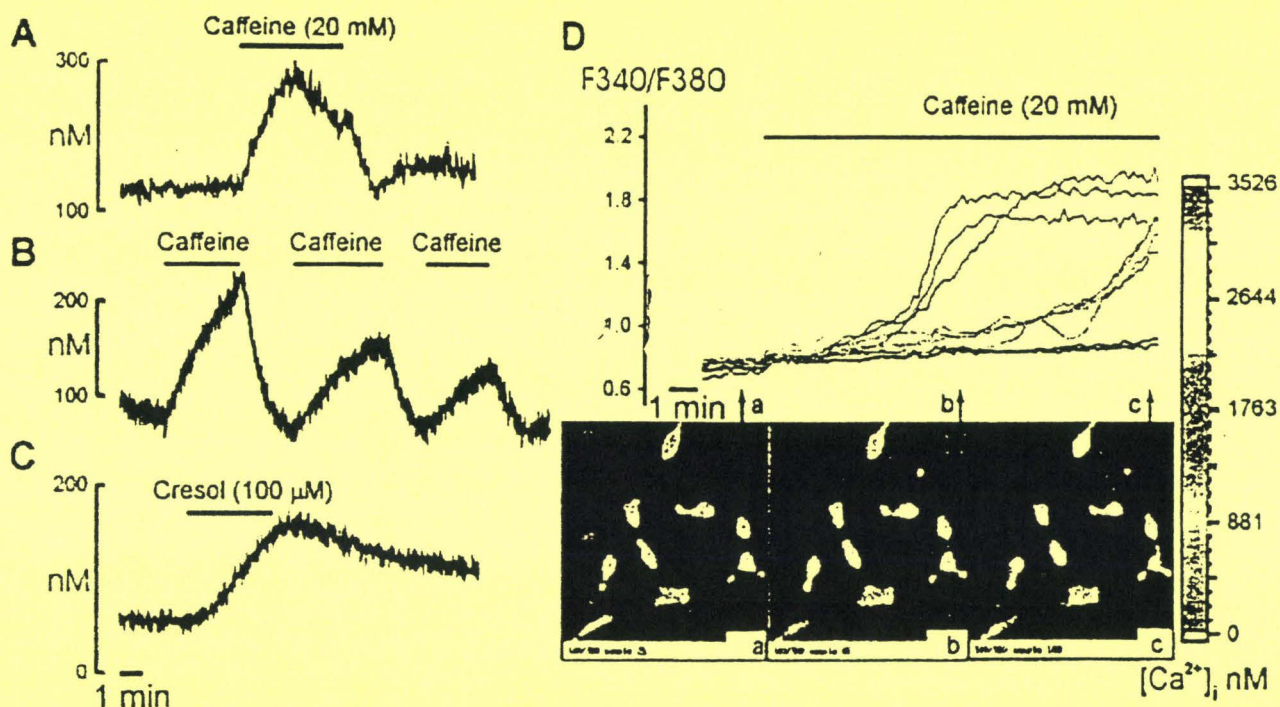 A
Caffeine (20 mM)
300
nM
100
B
Caffeine Caffeine Caffeine
200
nM
100
C
200
Cresol (100 µM)
nM
0
1 min
D
F340/F380
Caffeine (20 mM)
2.2
1.8
1.4
1.0
0.6
1 min
a b c
3526
2644
1763
881
0
a b c
[Ca²⁺]i nM